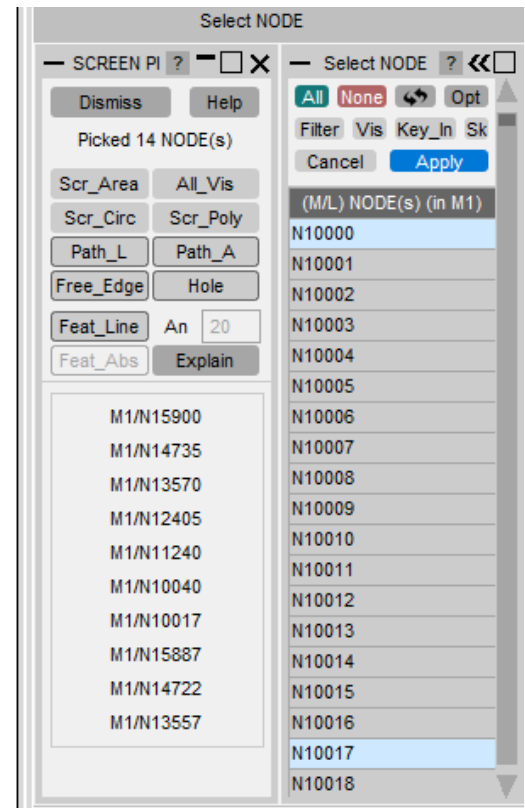 Select NODE
SCREEN PI ?
Dismiss Help
Picked 14 NODE(s)
Scr_Area All_Vis
Scr_Circ Scr_Poly
Path_L Path_A
Free_Edge Hole
Feat_Line An 20
Feat_Abs Explain
M1/N15900
M1/N14735
M1/N13570
M1/N12405
M1/N11240
M1/N10040
M1/N10017
M1/N15887
M1/N14722
M1/N13557
Select NODE ?
All None Opt
Filter Vis Key_In Sk
Cancel Apply
(M/L) NODE(s) (in M1)
N10000
N10001
N10002
N10003
N10004
N10005
N10006
N10007
N10008
N10009
N10010
N10011
N10012
N10013
N10014
N10015
N10016
N10017
N10018